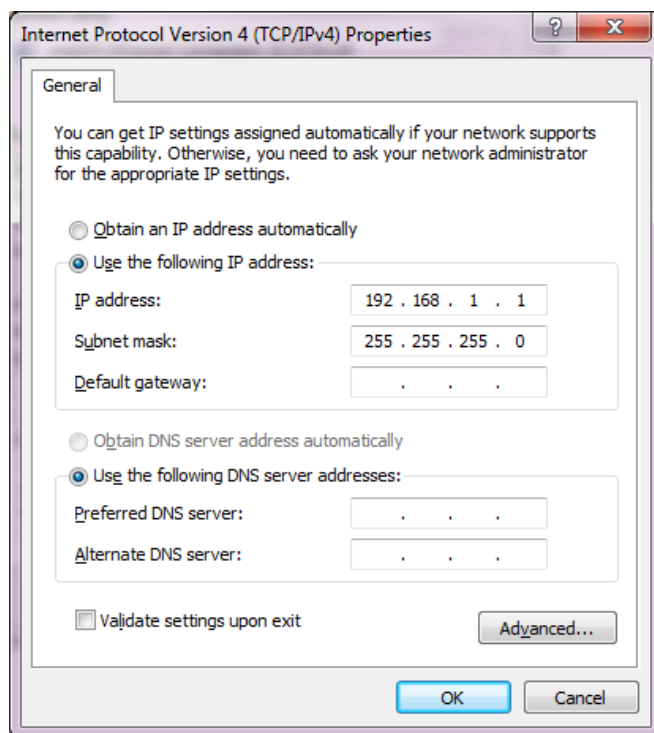 Internet Protocol Version 4 (TCP/IPv4) Properties
General
You can get IP settings assigned automatically if your network supports
this capability. Otherwise, you need to ask your network administrator
for the appropriate IP settings.
Obtain an IP address automatically
Use the following IP address:
IP address: 192 . 168 . 1 . 1
Subnet mask: 255 . 255 . 255 . 0
Default gateway: . . .
Obtain DNS server address automatically
Use the following DNS server addresses:
Preferred DNS server: . . .
Alternate DNS server: . . .
Validate settings upon exit
Advanced...
OK Cancel